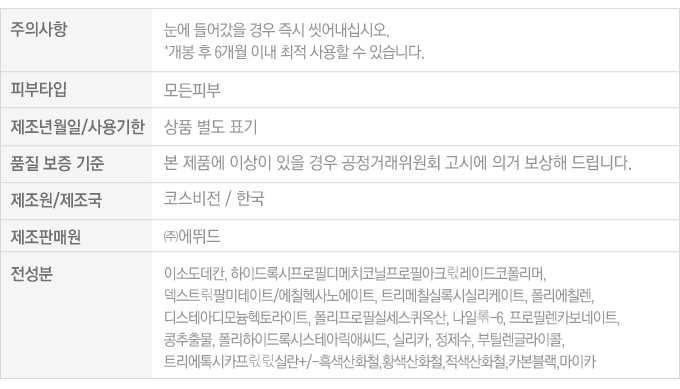 주의사항
눈에 들어갔을 경우 즉시 씻어내십시오.
*개봉 후 6개월 이내 최적 사용할 수 있습니다.
피부타입
모든피부
제조년월일/사용기한
상품 별도 표기
품질 보증 기준
본 제품에 이상이 있을 경우 공정거래위원회 고시에 의거 보상해 드립니다.
제조원/제조국
코스비전 / 한국
제조판매원
㈜에뛰드
전성분
이소도데칸, 하이드록시프로필디메치코닐프로필아크릴레이드코폴리머,
덱스트린팔미테이트/에칠헥사노에이트, 트리메칠실록시실리케이트, 폴리에칠렌,
디스테아디모늄헥토라이트, 폴리프로필실세스퀴옥산, 나일론-6, 프로필렌카보네이트,
콩추출물, 폴리하이드록시스테아릭애씨드, 실리카, 정제수, 부틸렌글라이콜,
트리에톡시카프릴릴실란+/-흑색산화철,황색산화철,적색산화철,카본블랙,마이카